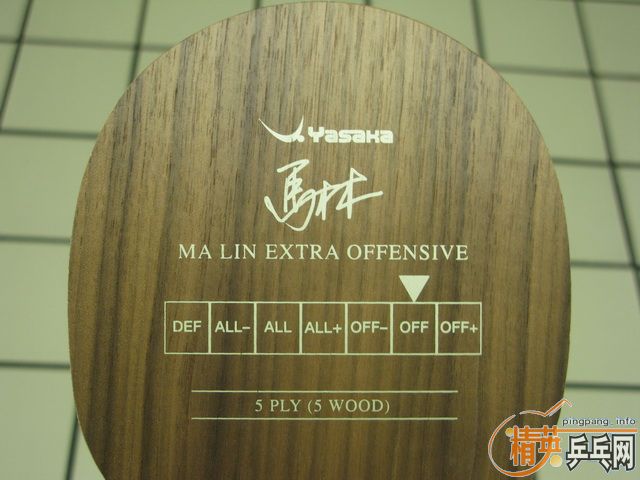 Yasaka
馬林
MA LIN EXTRA OFFENSIVE
DEF ALL- ALL ALL+ OFF- OFF OFF+
5 PLY (5 WOOD)
pingpang_info
精英乒乓网